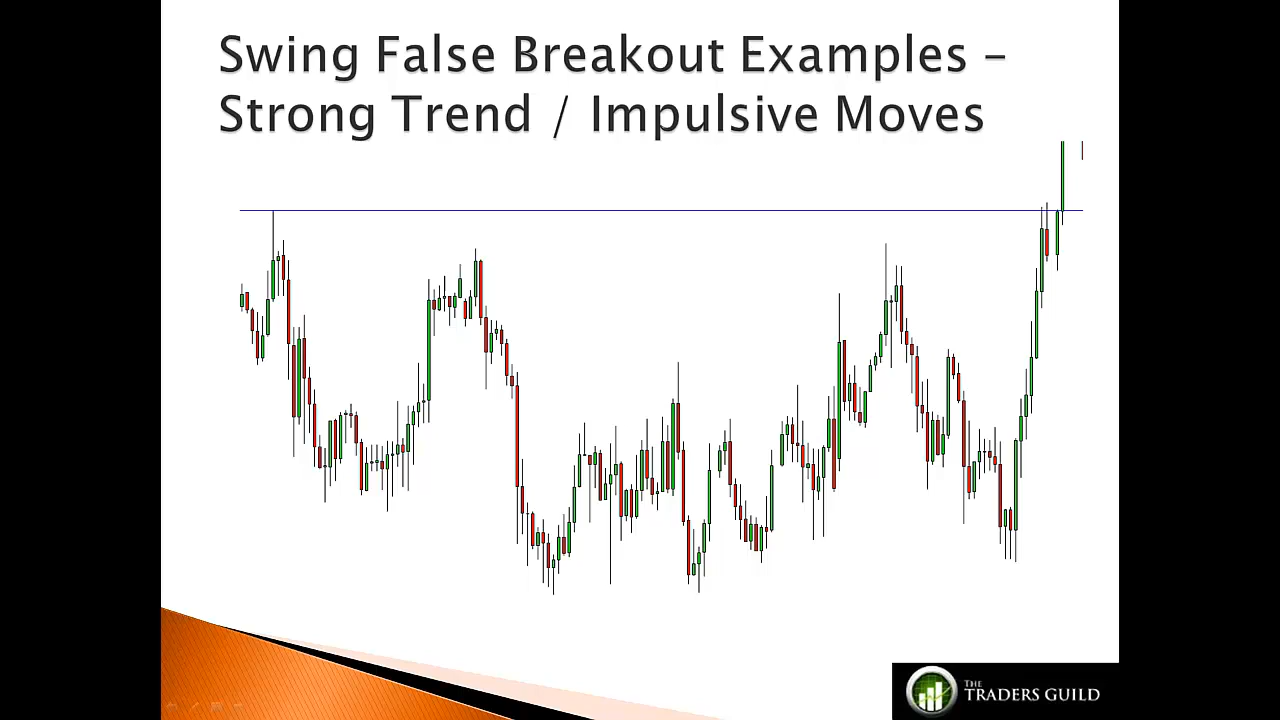 Swing False Breakout Examples –
Strong Trend / Impulsive Moves
THE
TRADERS GUILD